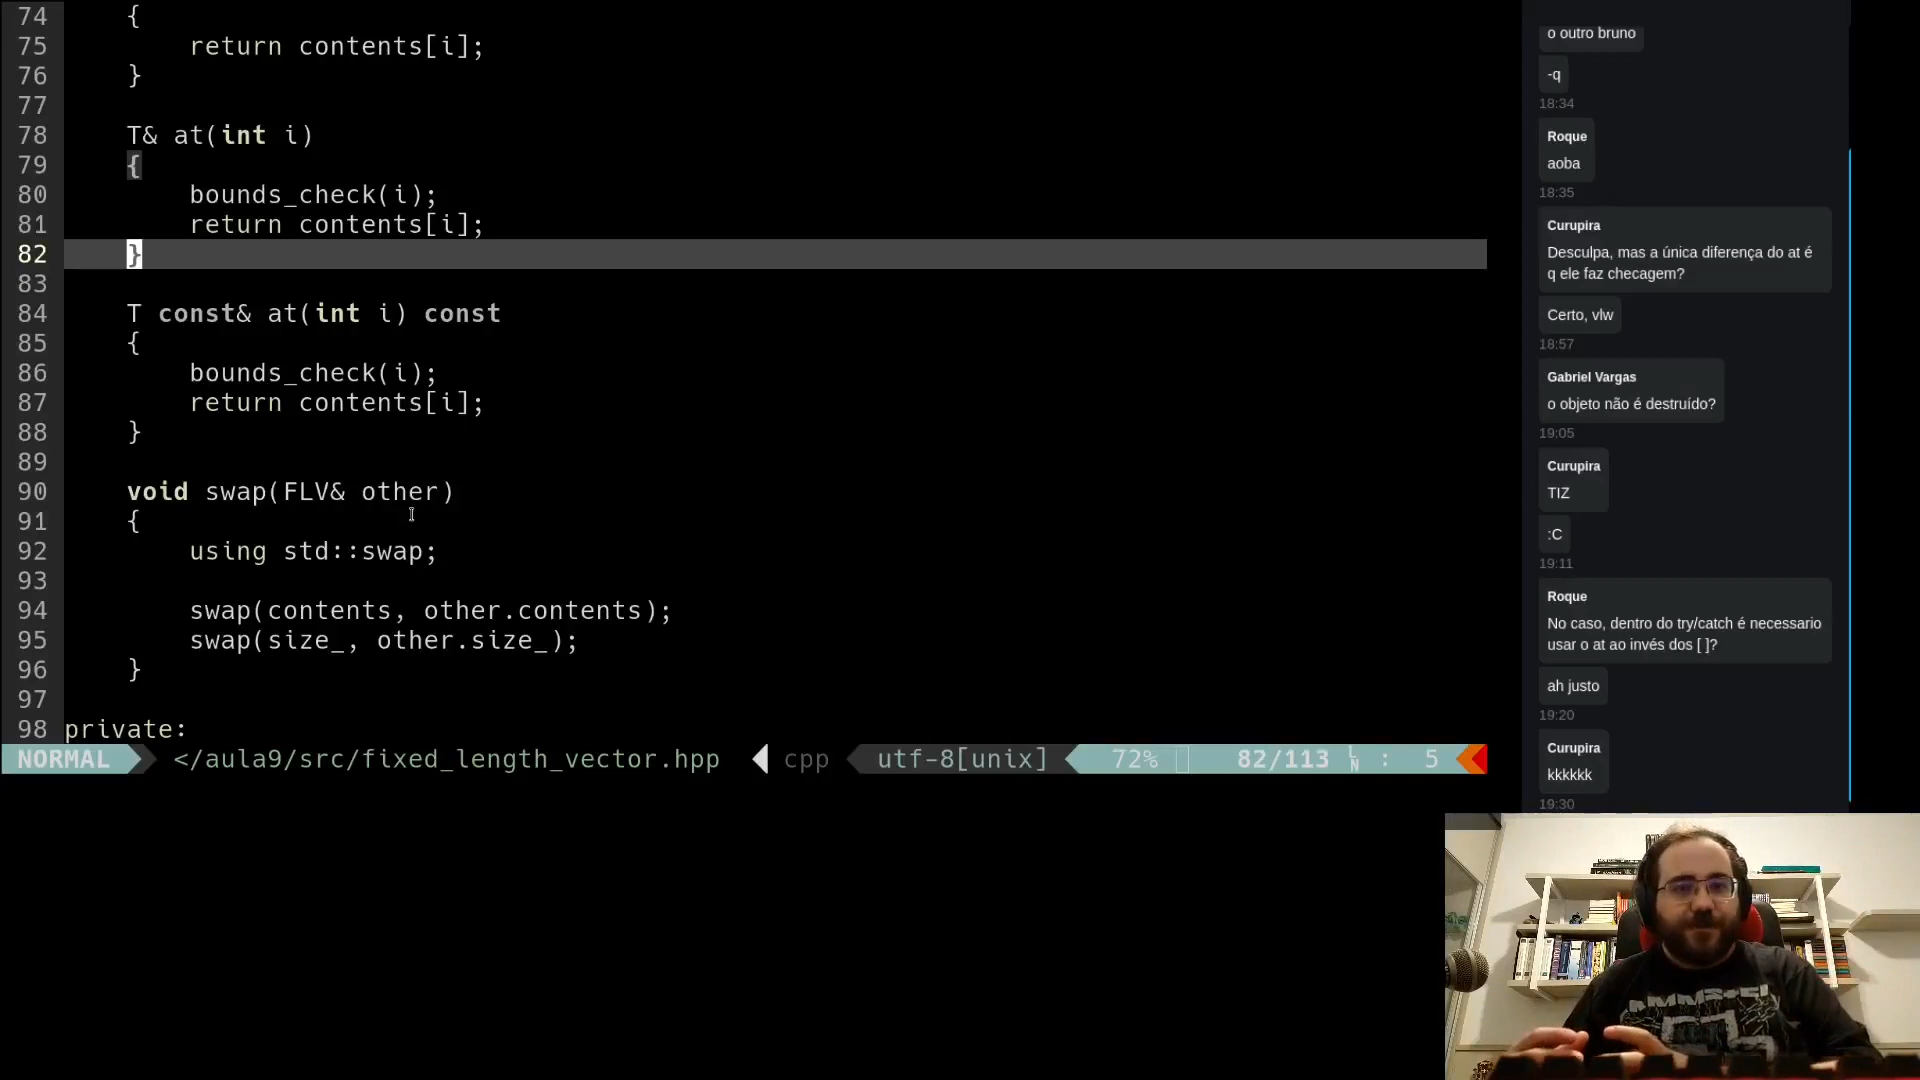 74 {
75 return contents[i];
76 }
77
78 T& at(int i)
79 {
80 bounds_check(i);
81 return contents[i];
82 }
83
84 T const& at(int i) const
85 {
86 bounds_check(i);
87 return contents[i];
88 }
89
90 void swap(FLV& other)
91 {
92 using std::swap;
93
94 swap(contents, other.contents);
95 swap(size_, other.size_);
96 }
97
98 private:
NORMAL </aula9/src/fixed_length_vector.hpp cpp utf-8[unix] 72% 82/113 LN : 5
o outro bruno
-q
18:34
Roque
aoba
18:35
Curupira
Desculpa, mas a única diferença do at é
q ele faz checagem?
Certo, vlw
18:57
Gabriel Vargas
o objeto não é destruído?
19:05
Curupira
TIZ
:C
19:11
Roque
No caso, dentro do try/catch é necessario
usar o at ao invés dos [ ]?
ah justo
19:20
Curupira
kkkkkk
19:30